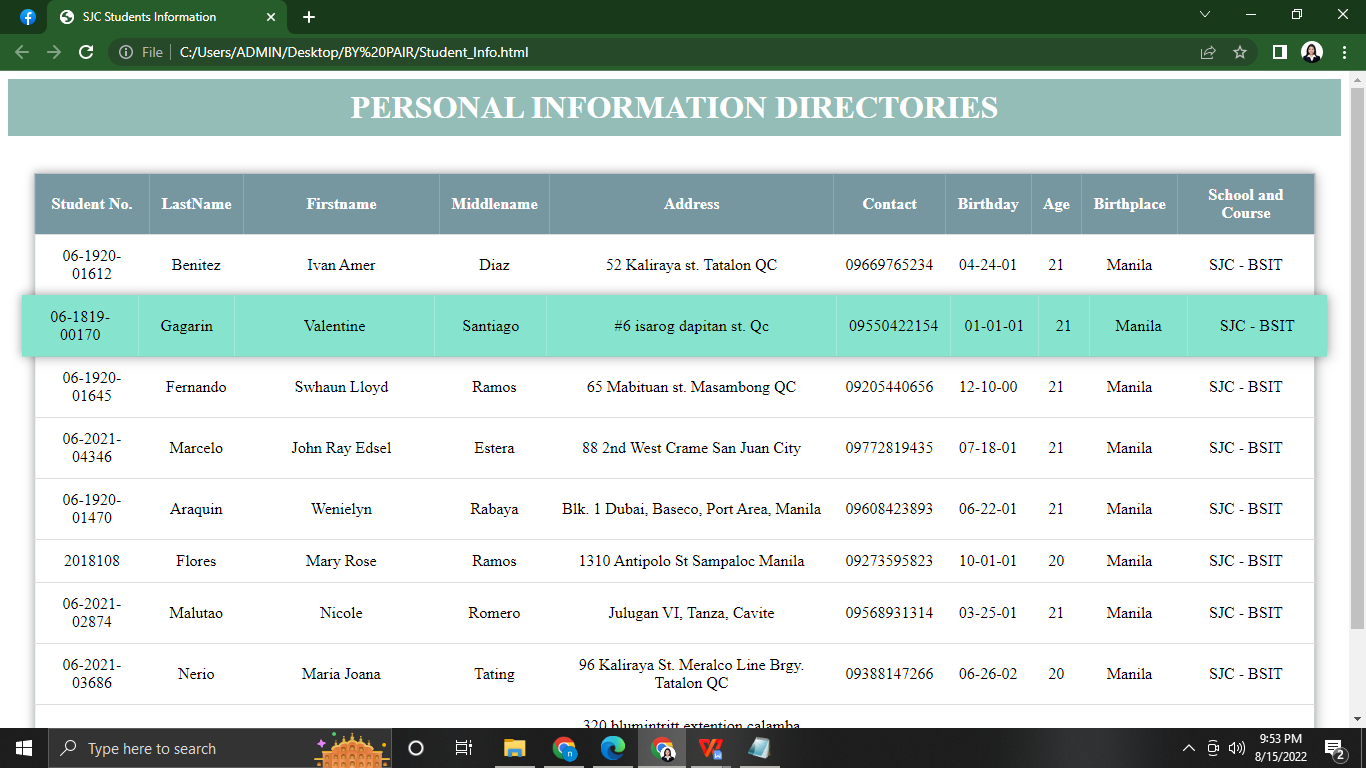 SJC Students Information
File
C:/Users/ADMIN/Desktop/BY%20PAIR/Student_Info.html
PERSONAL INFORMATION DIRECTORIES
Student No. LastName Firstname Middlename Address Contact Birthday Age Birthplace School and
Course
06-1920-
01612 Benitez Ivan Amer Diaz 52 Kaliraya st. Tatalon QC 09669765234 04-24-01 21 Manila SJC - BSIT
06-1819-
00170 Gagarin Valentine Santiago #6 isarog dapitan st. Qc 09550422154 01-01-01 21 Manila SJC - BSIT
06-1920-
01645 Fernando Swhaun Lloyd Ramos 65 Mabituan st. Masambong QC 09205440656 12-10-00 21 Manila SJC - BSIT
06-2021-
04346 Marcelo John Ray Edsel Estera 88 2nd West Crame San Juan City 09772819435 07-18-01 21 Manila SJC - BSIT
06-1920-
01470 Araquin Wenielyn Rabaya Blk. 1 Dubai, Baseco, Port Area, Manila 09608423893 06-22-01 21 Manila SJC - BSIT
2018108 Flores Mary Rose Ramos 1310 Antipolo St Sampaloc Manila 09273595823 10-01-01 20 Manila SJC - BSIT
06-2021-
02874 Malutao Nicole Romero Julugan VI, Tanza, Cavite 09568931314 03-25-01 21 Manila SJC - BSIT
06-2021-
03686 Nerio Maria Joana Tating 96 Kaliraya St. Meralco Line Brgy.
Tatalon QC 09388147266 06-26-02 20 Manila SJC - BSIT
320 blumintritt extention calamba
Type here to search
9:53 PM
8/15/2022
2